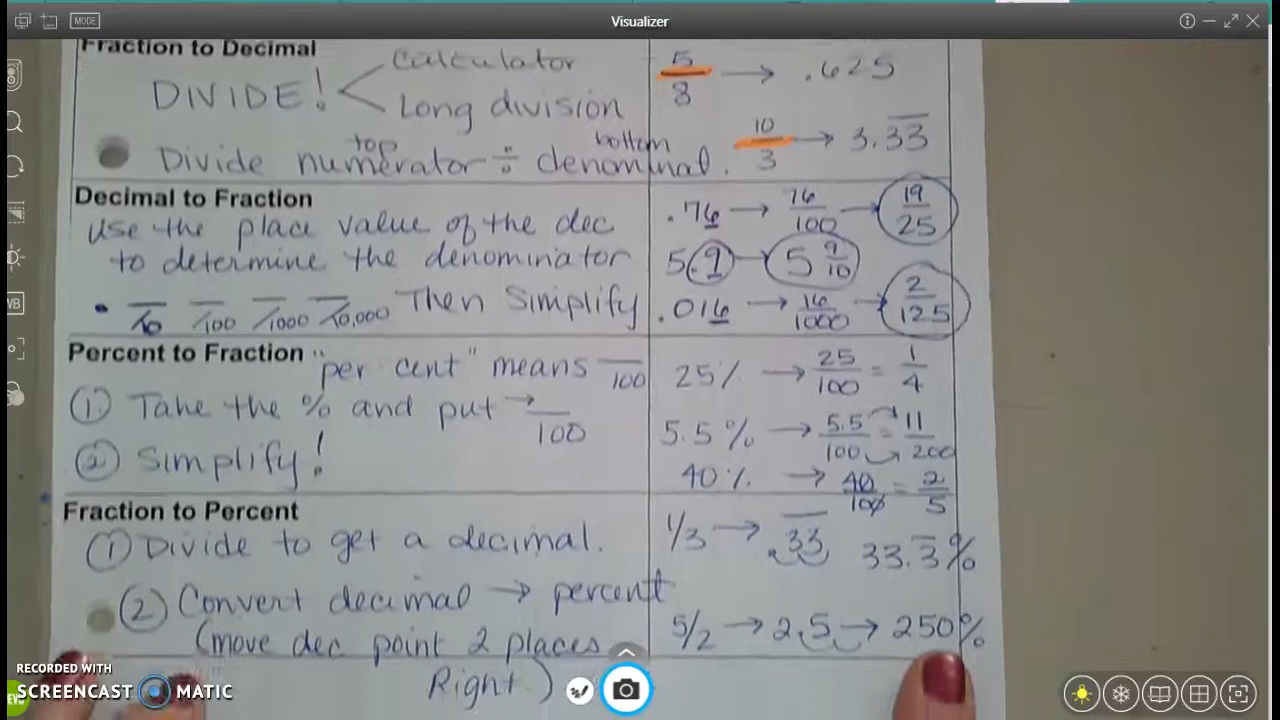 MODE
Visualizer
Fraction to Decimal
DIVIDE! < Calculator
Long division
5/8 → .625
top bottom
Divide numerator ÷ denominal.
10/3 → 3.3̅3̅
Decimal to Fraction
Use the place value of the dec
to determine the denominator
. _/10 _/100 _/1000 _/10,000 Then Simplify
.76 → 76/100 → 19/25
5.9 → 5 9/10
.016 → 16/1000 → 2/125
Percent to Fraction "per cent" means _/100
① Take the % and put → _/100
② Simplify!
25% → 25/100 = 1/4
5.5% → 5.5/100 = 11/200
40% → 40/100 = 2/5
Fraction to Percent
① Divide to get a decimal.
② Convert decimal → percent
(move dec point 2 places
Right)
1/3 → .3̅3̅ 33.3̅%
5/2 → 2.5 → 250%
RECORDED WITH
SCREENCAST MATIC